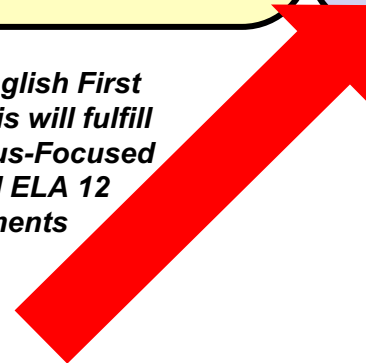 glish First
is will fulfill
us-Focused
ELA 12
ments